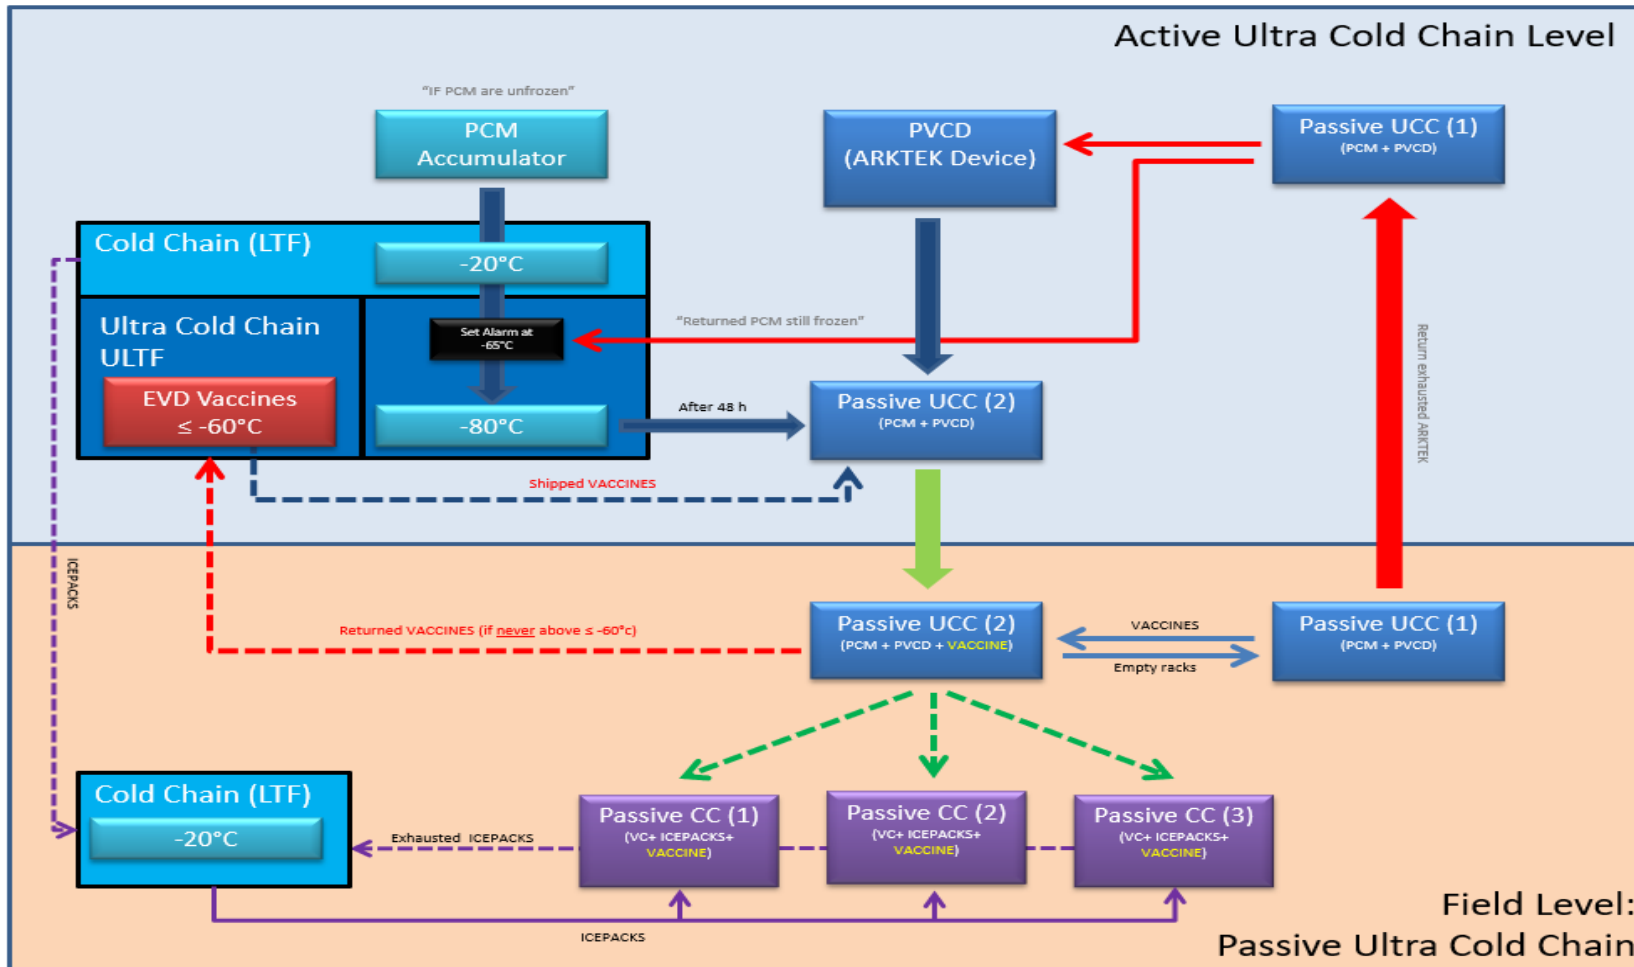 Active Ultra Cold Chain Level
“IF PCM are unfrozen”
PCM
Accumulator
PVCD
(ARKTEK Device)
Passive UCC (1)
(PCM + PVCD)
Cold Chain (LTF)
-20°C
Ultra Cold Chain
ULTF
Set Alarm at
-65°C
“Returned PCM still frozen”
EVD Vaccines
≤ -60°C
-80°C
After 48 h
Passive UCC (2)
(PCM + PVCD)
Shipped VACCINES
Return exhausted ARKTEK
ICEPACKS
Returned VACCINES (if never above ≤ -60°c)
Passive UCC (2)
(PCM + PVCD + VACCINE)
VACCINES
Empty racks
Passive UCC (1)
(PCM + PVCD)
Cold Chain (LTF)
-20°C
Exhausted ICEPACKS
Passive CC (1)
(VC+ ICEPACKS+
VACCINE)
Passive CC (2)
(VC+ ICEPACKS+
VACCINE)
Passive CC (3)
(VC+ ICEPACKS+
VACCINE)
ICEPACKS
Field Level:
Passive Ultra Cold Chain